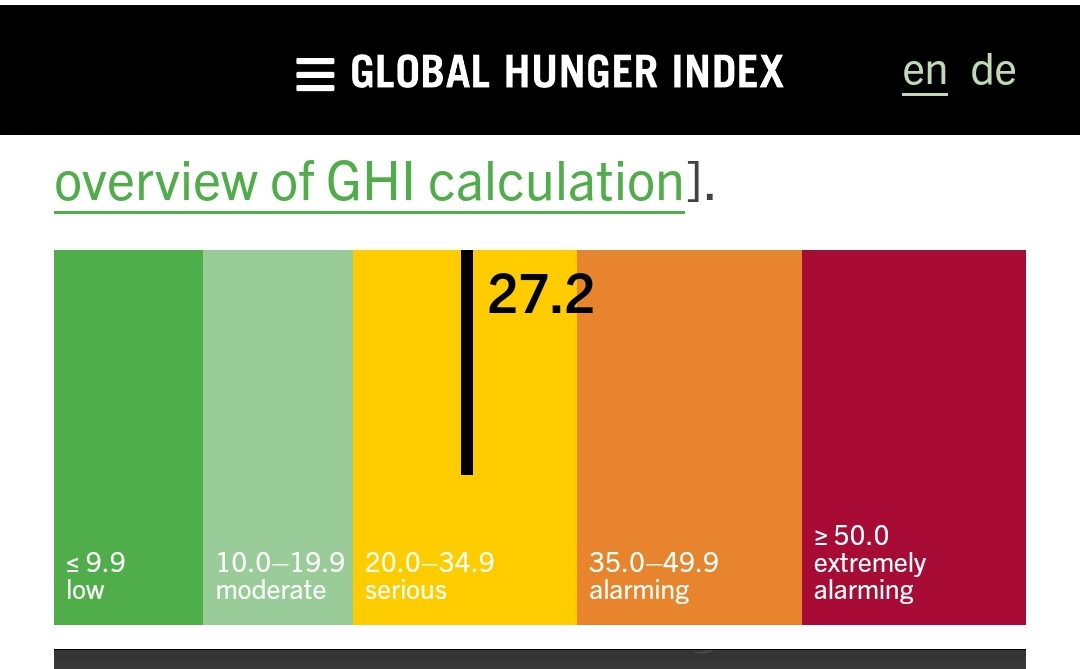 GLOBAL HUNGER INDEX
en de
overview of GHI calculation].
27.2
≤ 9.9
low
10.0–19.9
moderate
20.0–34.9
serious
35.0–49.9
alarming
≥ 50.0
extremely
alarming